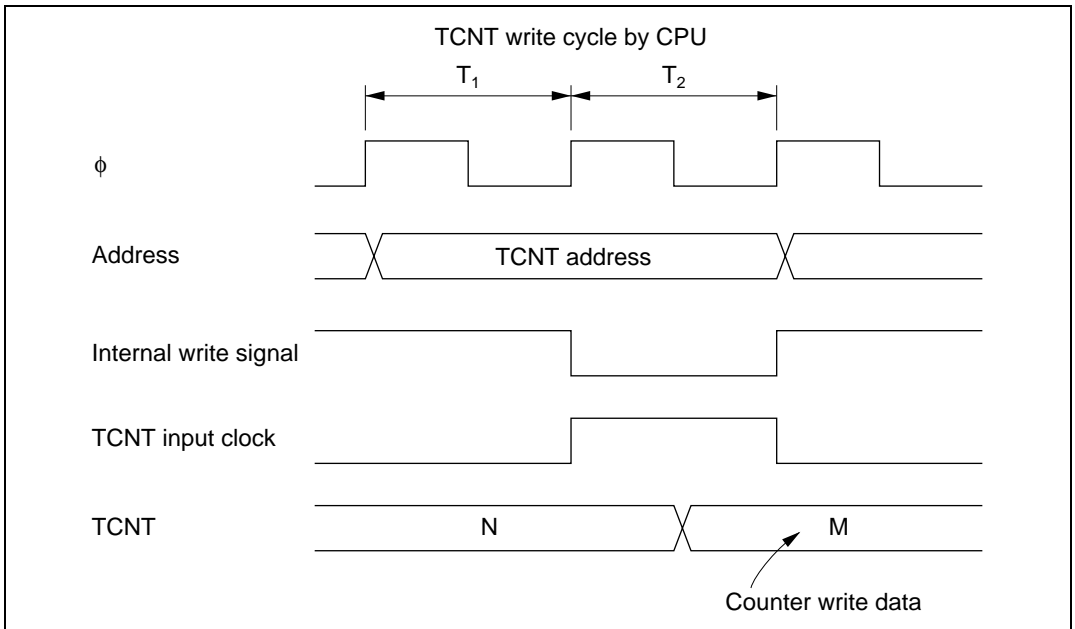 TCNT write cycle by CPU
T₁ T₂
ϕ
Address
TCNT address
Internal write signal
TCNT input clock
TCNT
N
M
Counter write data